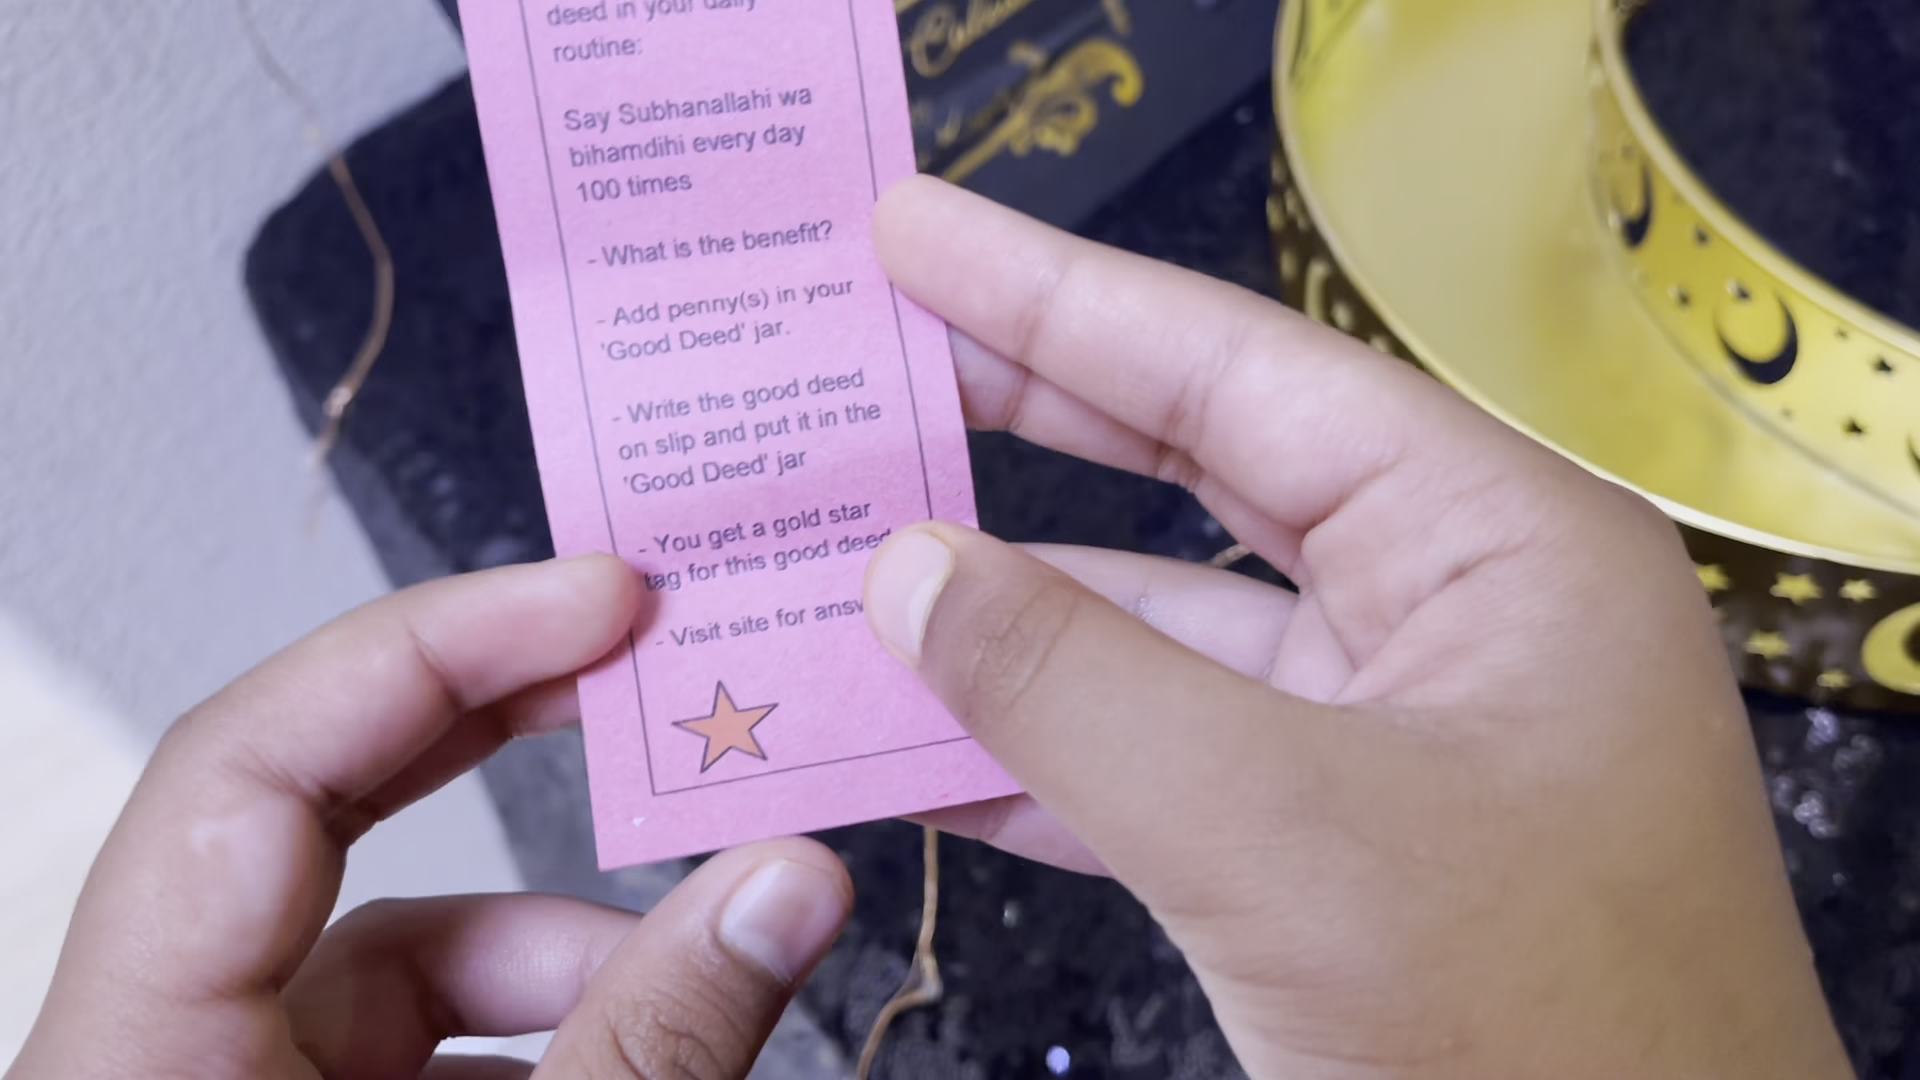 deed in your daily
routine:
Say Subhanallahi wa
bihamdihi every day
100 times
- What is the benefit?
- Add penny(s) in your
'Good Deed' jar.
- Write the good deed
on slip and put it in the
'Good Deed' jar
- You get a gold star
tag for this good deed
- Visit site for answ